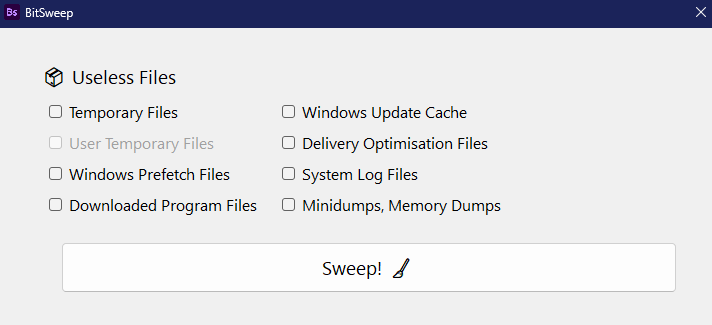 Bs BitSweep
Useless Files
Temporary Files
User Temporary Files
Windows Prefetch Files
Downloaded Program Files
Windows Update Cache
Delivery Optimisation Files
System Log Files
Minidumps, Memory Dumps
Sweep!